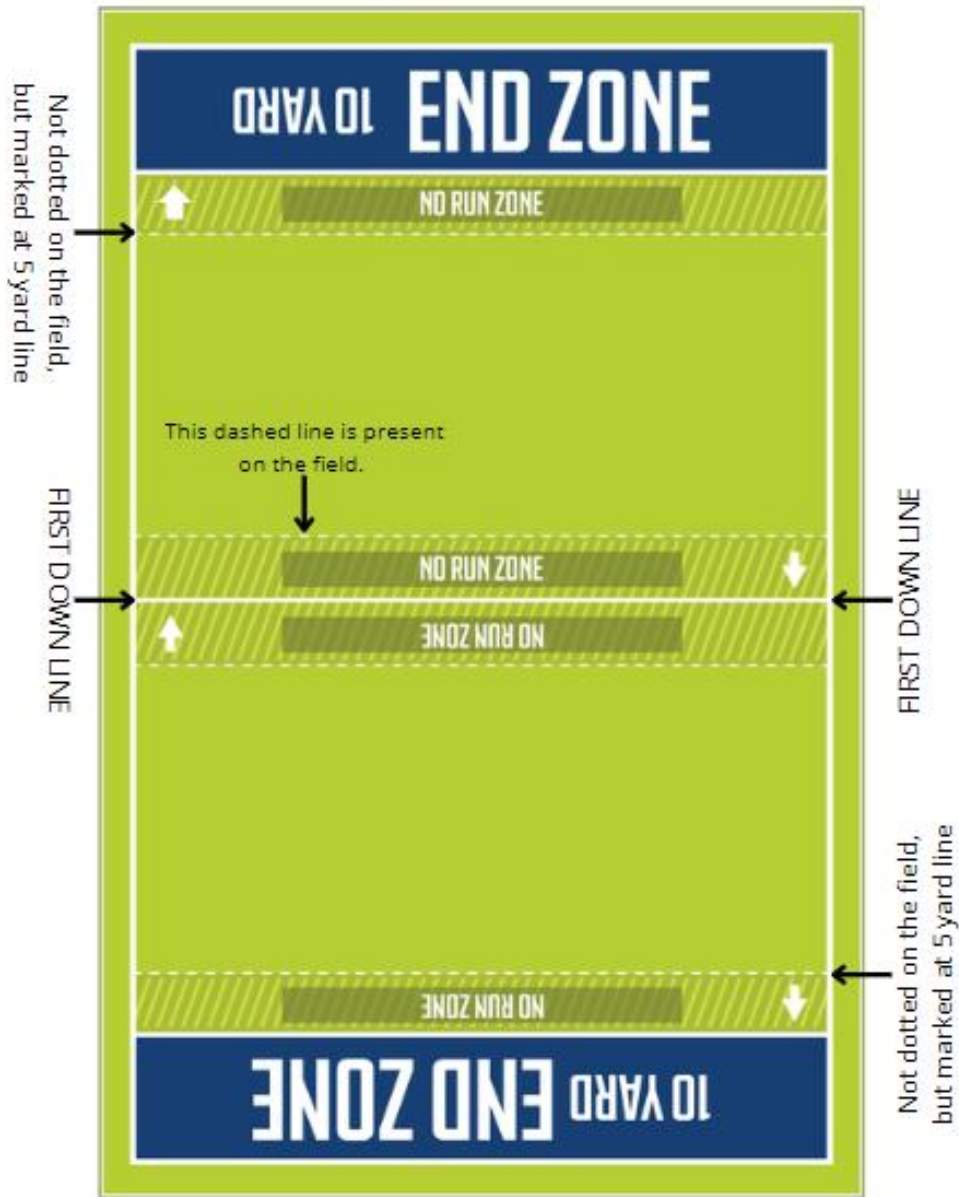 10 YARD END ZONE
NO RUN ZONE
Not dotted on the field,
but marked at 5 yard line
This dashed line is present
on the field.
NO RUN ZONE
FIRST DOWN LINE
FIRST DOWN LINE
NO RUN ZONE
Not dotted on the field,
but marked at 5 yard line
NO RUN ZONE
10 YARD END ZONE